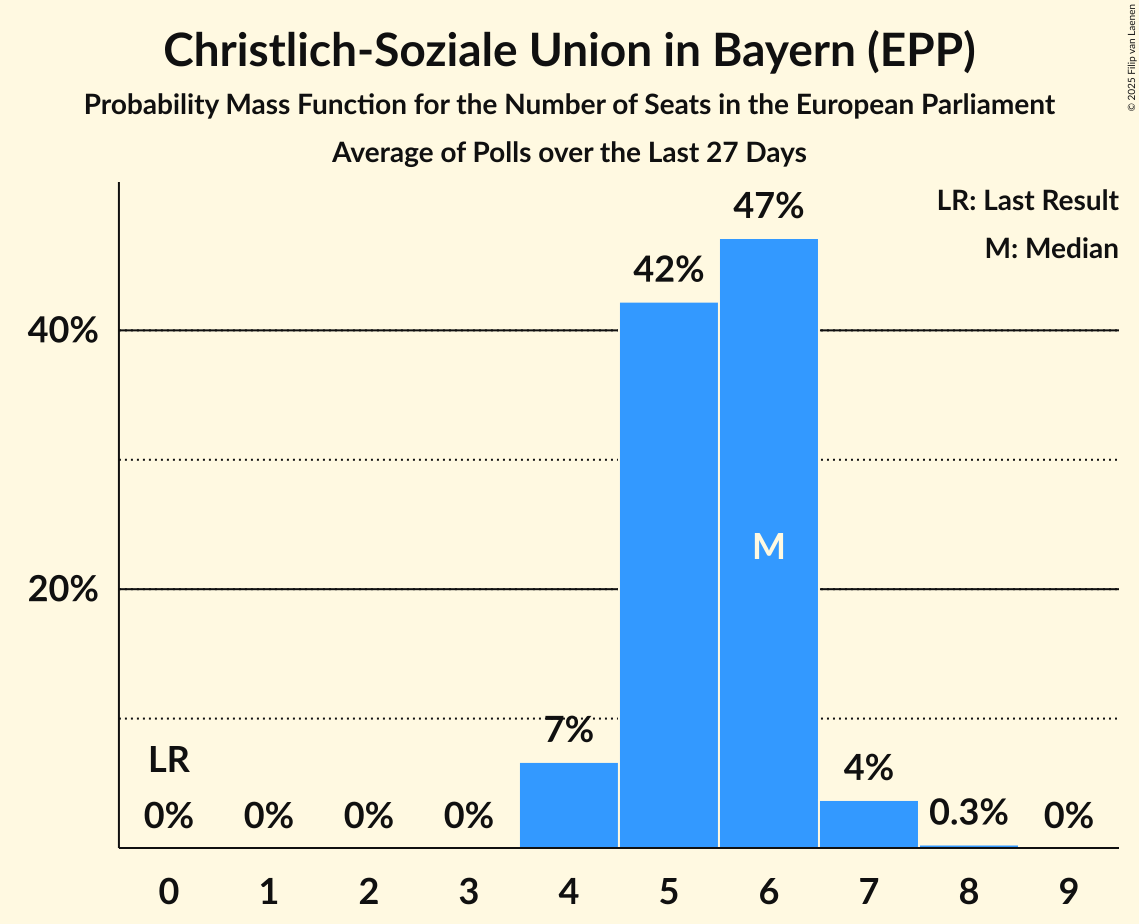 Christlich-Soziale Union in Bayern (EPP)
Probability Mass Function for the Number of Seats in the European Parliament
Average of Polls over the Last 27 Days
© 2025 Filip van Laenen
LR: Last Result
M: Median
47%
42%
40%
M
20%
7%
LR
4%
0% 0% 0% 0% 0.3% 0%
0 1 2 3 4 5 6 7 8 9